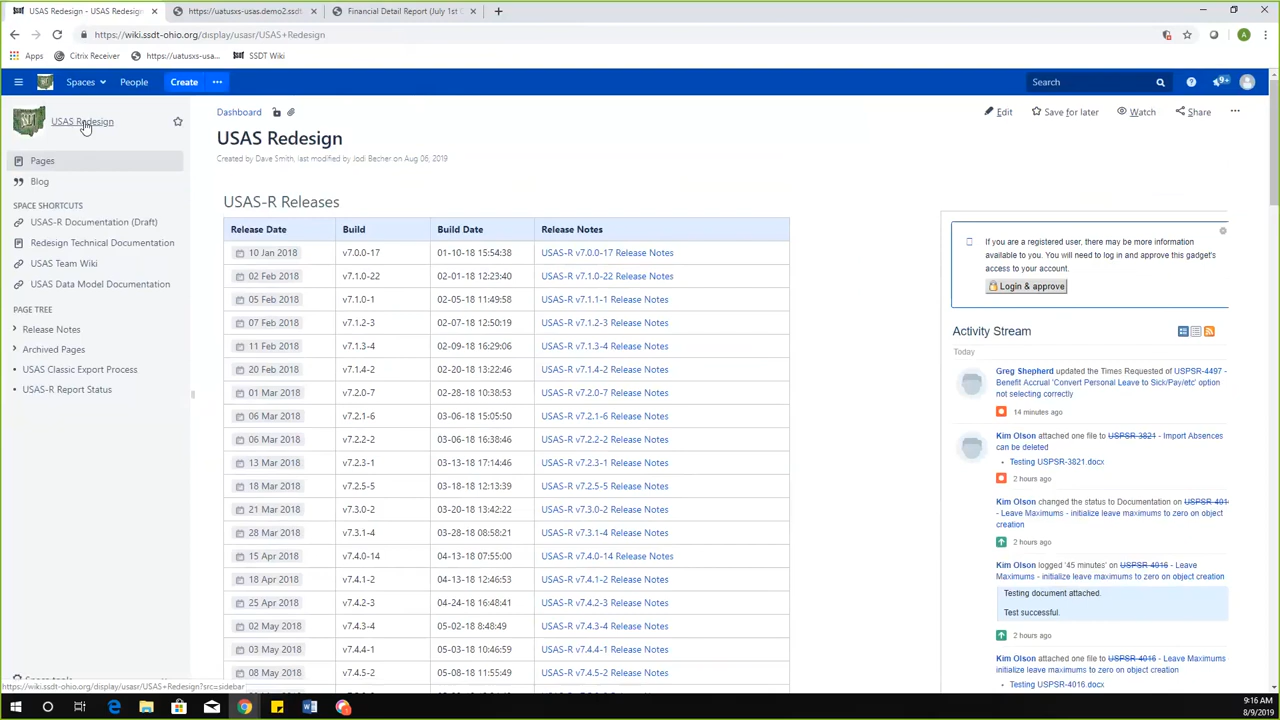 USAS Redesign - USAS Redesig
https://uatusxs-usas.demo2.ssdt
Financial Detail Report (July 1st
https://wiki.ssdt-ohio.org/display/usasr/USAS+Redesign
Apps
Citrix Receiver
https://uatusxs-usa...
SSDT Wiki
Spaces
People
Create
Search
9+
USAS Redesign
Pages
Blog
SPACE SHORTCUTS
USAS-R Documentation (Draft)
Redesign Technical Documentation
USAS Team Wiki
USAS Data Model Documentation
PAGE TREE
Release Notes
Archived Pages
USAS Classic Export Process
USAS-R Report Status
Dashboard
Edit
Save for later
Watch
Share
USAS Redesign
Created by Dave Smith, last modified by Jodi Becher on Aug 06, 2019
USAS-R Releases
Release Date Build Build Date Release Notes
10 Jan 2018 v7.0.0-17 01-10-18 15:54:38 USAS-R v7.0.0-17 Release Notes
02 Feb 2018 v7.1.0-22 02-01-18 12:23:40 USAS-R v7.1.0-22 Release Notes
05 Feb 2018 v7.1.1-1 02-05-18 11:49:58 USAS-R v7.1.1-1 Release Notes
07 Feb 2018 v7.1.2-3 02-07-18 12:50:19 USAS-R v7.1.2-3 Release Notes
11 Feb 2018 v7.1.3-4 02-09-18 16:29:06 USAS-R v7.1.3-4 Release Notes
20 Feb 2018 v7.1.4-2 02-20-18 13:22:46 USAS-R v7.1.4-2 Release Notes
01 Mar 2018 v7.2.0-7 02-28-18 10:38:53 USAS-R v7.2.0-7 Release Notes
06 Mar 2018 v7.2.1-6 03-06-18 15:05:50 USAS-R v7.2.1-6 Release Notes
06 Mar 2018 v7.2.2-2 03-06-18 16:38:46 USAS-R v7.2.2-2 Release Notes
13 Mar 2018 v7.2.3-1 03-13-18 17:14:46 USAS-R v7.2.3-1 Release Notes
18 Mar 2018 v7.2.5-5 03-18-18 12:13:39 USAS-R v7.2.5-5 Release Notes
21 Mar 2018 v7.3.0-2 03-20-18 13:42:22 USAS-R v7.3.0-2 Release Notes
28 Mar 2018 v7.3.1-4 03-28-18 08:58:21 USAS-R v7.3.1-4 Release Notes
15 Apr 2018 v7.4.0-14 04-13-18 07:55:00 USAS-R v7.4.0-14 Release Notes
18 Apr 2018 v7.4.1-2 04-13-18 12:46:53 USAS-R v7.4.1-2 Release Notes
25 Apr 2018 v7.4.2-3 04-24-18 16:48:41 USAS-R v7.4.2-3 Release Notes
02 May 2018 v7.4.3-4 05-02-18 8:48:49 USAS-R v7.4.3-4 Release Notes
03 May 2018 v7.4.4-1 05-03-18 10:46:59 USAS-R v7.4.4-1 Release Notes
08 May 2018 v7.4.5-2 05-03-18 10:58:54 USAS-R v7.4.5-2 Release Notes
If you are a registered user, there may be more information
available to you. You will need to log in and approve this gadget's
access to your account.
Login & approve
Activity Stream
Today
Greg Shepherd updated the Times Requested of USPSR-4497 -
Benefit Accrual 'Convert Personal Leave to Sick/Pay/etc' option
not selecting correctly
14 minutes ago
Kim Olson attached one file to USPSR-3821 - Import Absences
can be deleted
Testing USPSR-3821.docx
2 hours ago
Kim Olson changed the status to Documentation on USPSR-401
- Leave Maximums - initialize leave maximums to zero on object
creation
2 hours ago
Kim Olson logged '45 minutes' on USPSR-4016 - Leave
Maximums - initialize leave maximums to zero on object creation
Testing document attached.
Test successful.
2 hours ago
Kim Olson attached one file to USPSR-4016 - Leave Maximums
initialize leave maximums to zero on object creation
Testing USPSR-4016.docx
https://wiki.ssdt-ohio.org/display/usasr/USAS+Redesign?src=sidebar
9:16 AM
8/9/2019